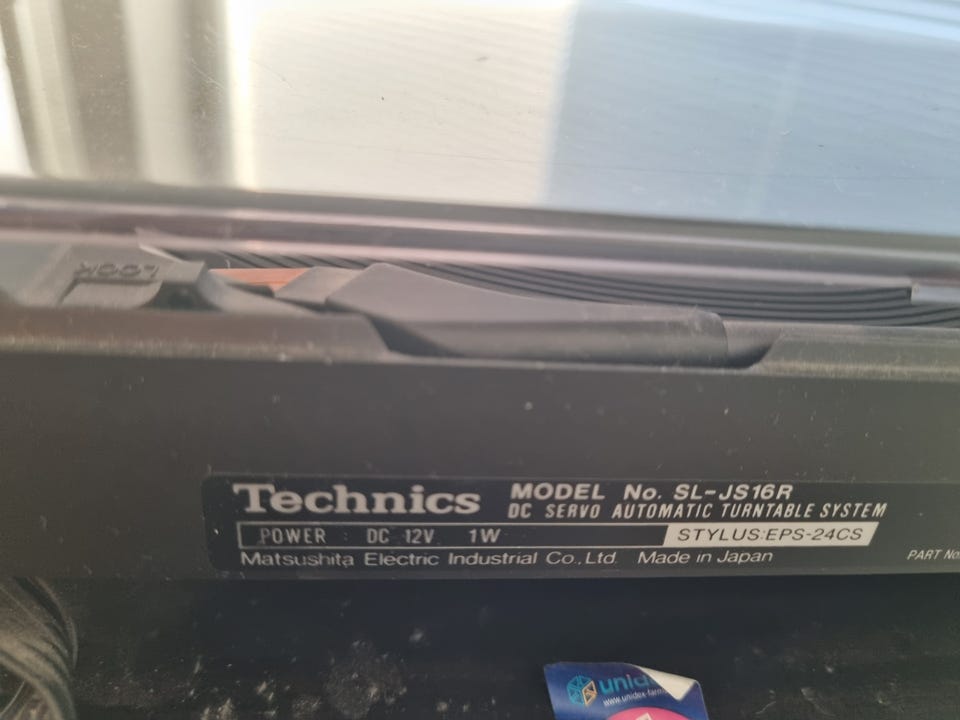 LOCK
Technics MODEL No. SL-JS16R
DC SERVO AUTOMATIC TURNTABLE SYSTEM
POWER : DC 12V 1W STYLUS:EPS-24CS
Matsushita Electric Industrial Co.,Ltd. Made in Japan
PART No.